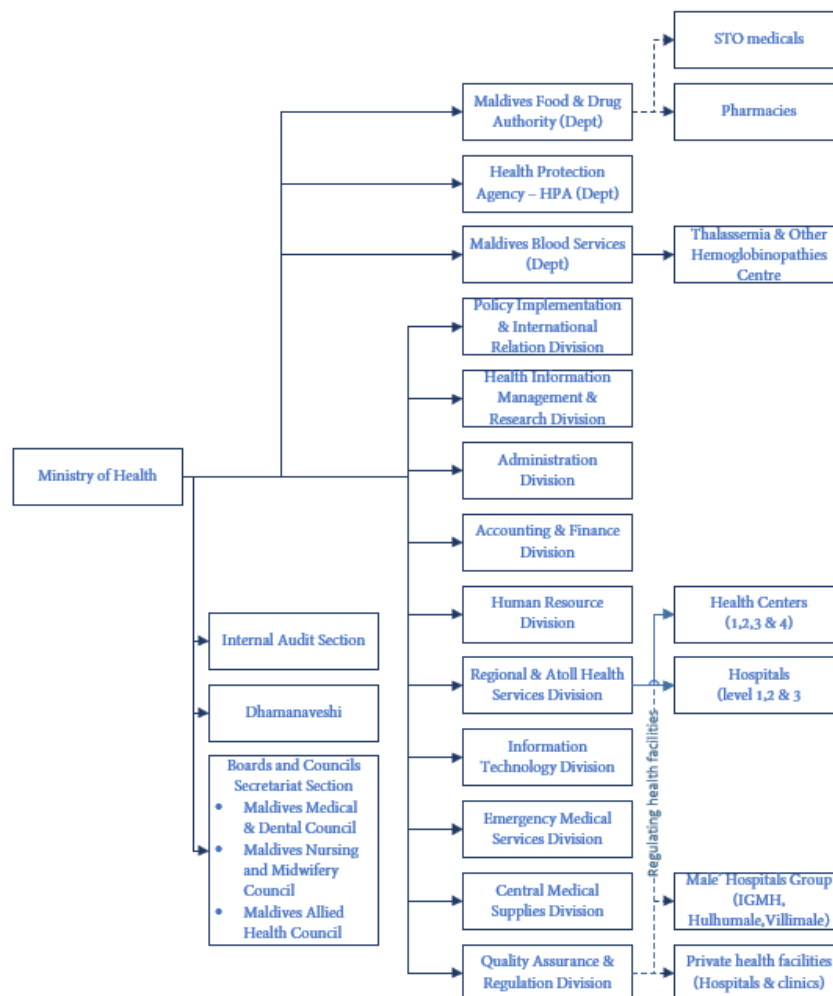 STO medicals
Maldives Food & Drug
Authority (Dept)
Pharmacies
Health Protection
Agency – HPA (Dept)
Maldives Blood Services
(Dept)
Thalassemia & Other
Hemoglobinopathies
Centre
Policy Implementation
& International
Relation Division
Health Information
Management &
Research Division
Ministry of Health
Administration
Division
Accounting & Finance
Division
Human Resource
Division
Health Centers
(1,2,3 & 4)
Internal Audit Section
Regional & Atoll Health
Services Division
Hospitals
(level 1,2 & 3
Dhamanaveshi
Information
Technology Division
Regulating health facilities
Boards and Councils
Secretariat Section
• Maldives Medical
& Dental Council
• Maldives Nursing
and Midwifery
Council
• Maldives Allied
Health Council
Emergency Medical
Services Division
Central Medical
Supplies Division
Male' Hospitals Group
(IGMH,
Hulhumale,Villimale)
Quality Assurance &
Regulation Division
Private health facilities
(Hospitals & clinics)